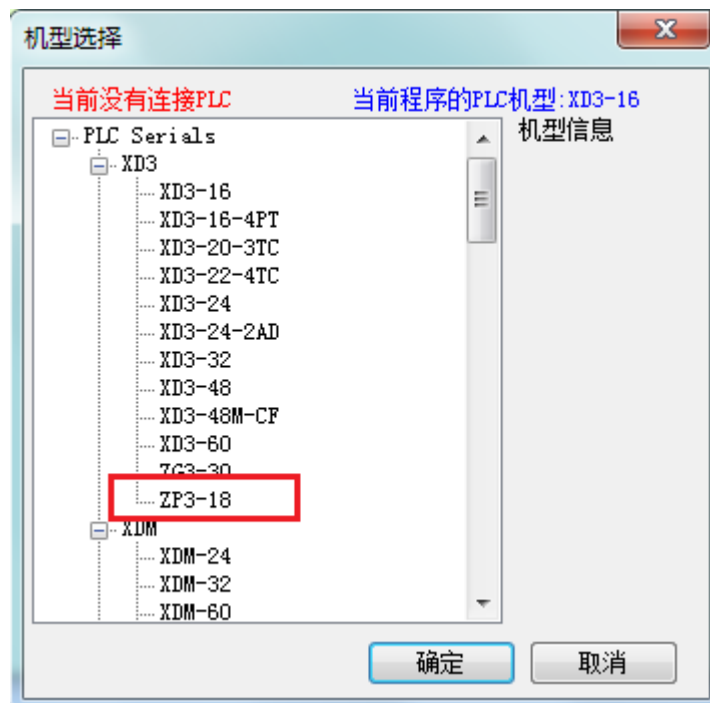 机型选择
当前没有连接PLC
当前程序的PLC机型:XD3-16
PLC Serials
机型信息
XD3
XD3-16
XD3-16-4PT
XD3-20-3TC
XD3-22-4TC
XD3-24
XD3-24-2AD
XD3-32
XD3-48
XD3-48M-CF
XD3-60
ZG3-30
ZP3-18
XDM
XDM-24
XDM-32
XDM-60
确定
取消